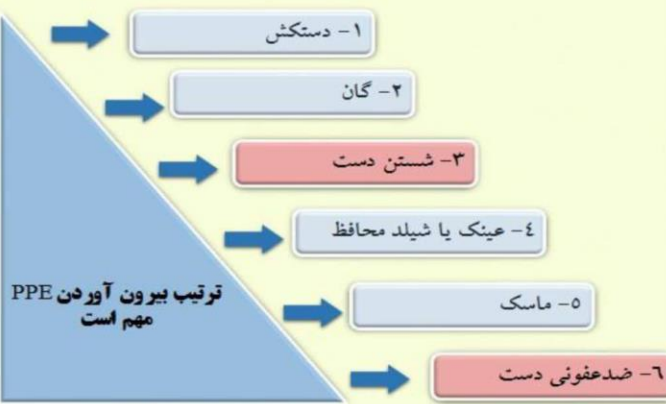 ۱- دستکش
۲- گان
۳- شستن دست
٤- عینک یا شیلد محافظ
۵- ماسک
٦- ضدعفونی دست
ترتیب بیرون آوردن PPE
مهم است